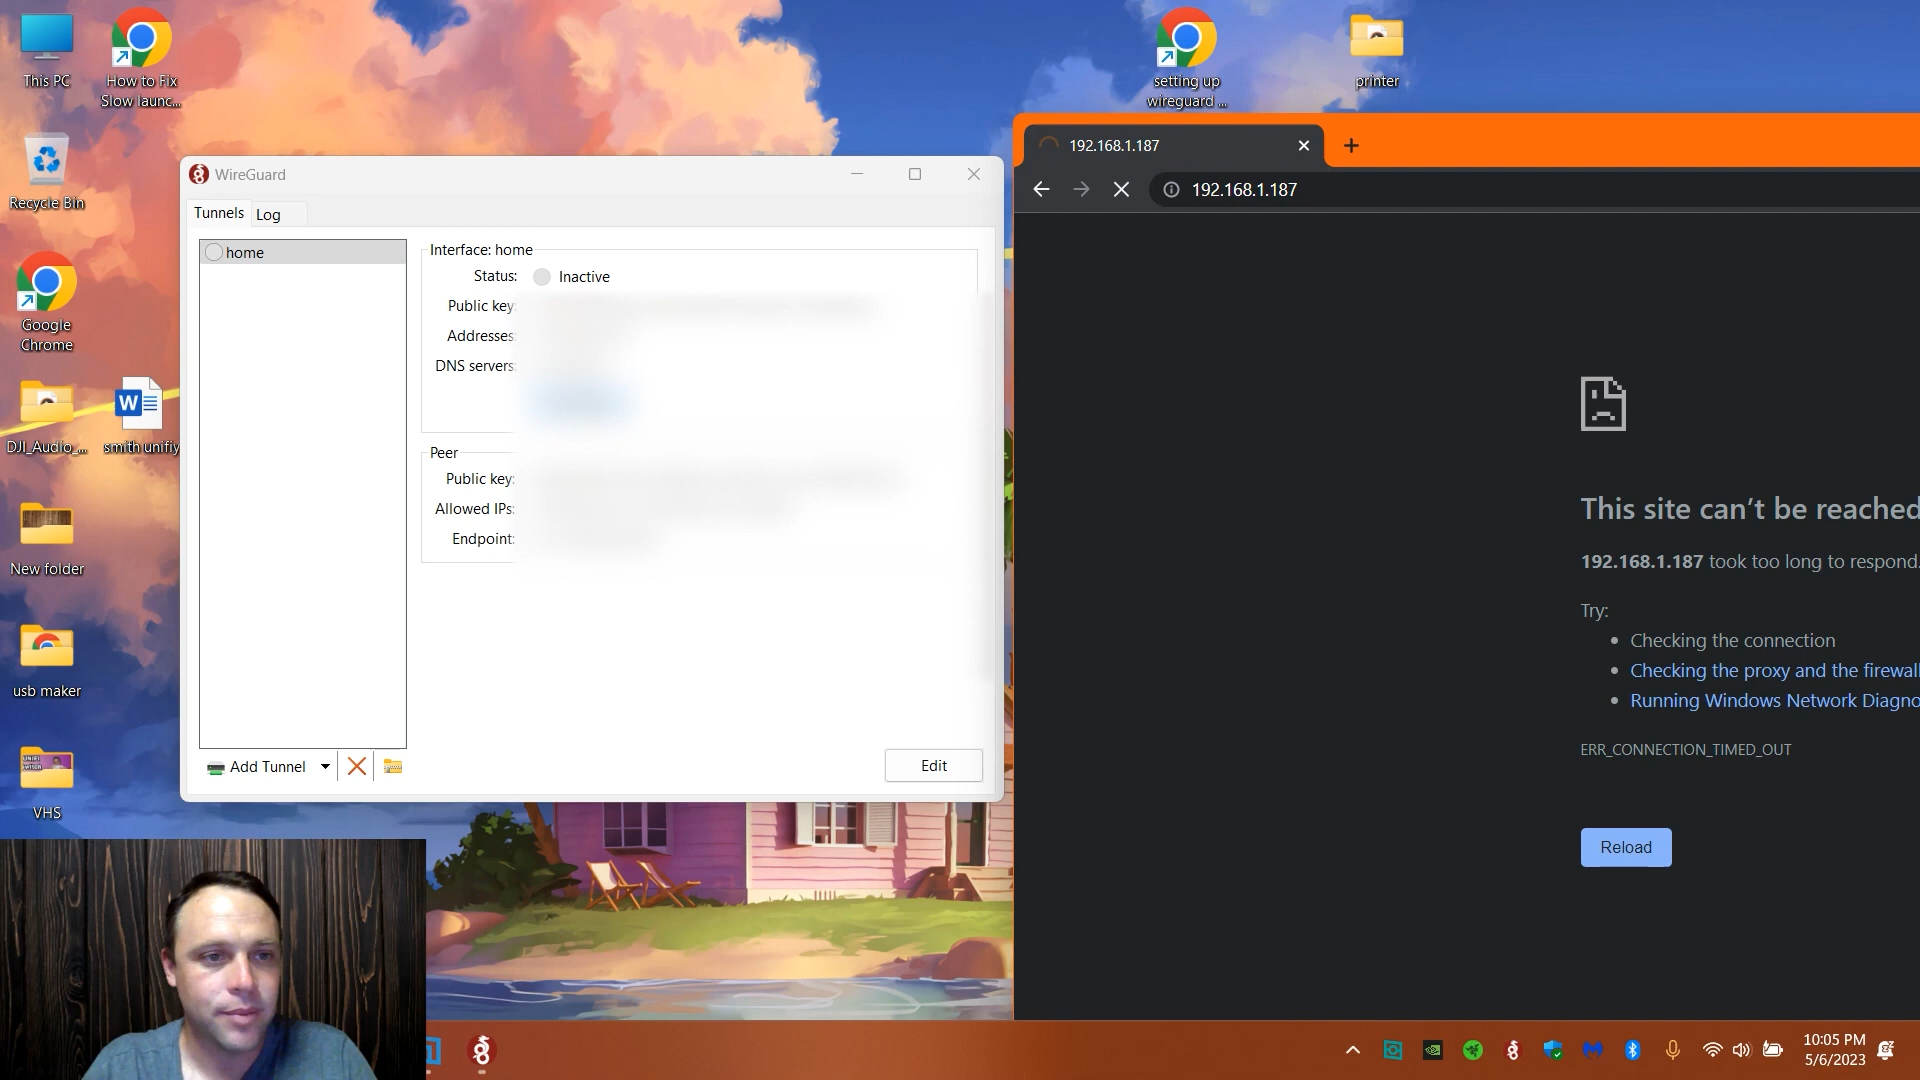 This PC
How to Fix
Slow launc...
setting up
wireguard ...
printer
Recycle Bin
Google
Chrome
DJI_Audio_...
smith unifiy
New folder
usb maker
VHS
WireGuard
Tunnels
Log
home
Interface: home
Status:
Inactive
Public key:
Addresses:
DNS servers:
Peer
Public key:
Allowed IPs:
Endpoint:
Add Tunnel
Edit
192.168.1.187
192.168.1.187
This site can’t be reached
192.168.1.187 took too long to respond.
Try:
Checking the connection
Checking the proxy and the firewall
Running Windows Network Diagno
ERR_CONNECTION_TIMED_OUT
Reload
10:05 PM
5/6/2023